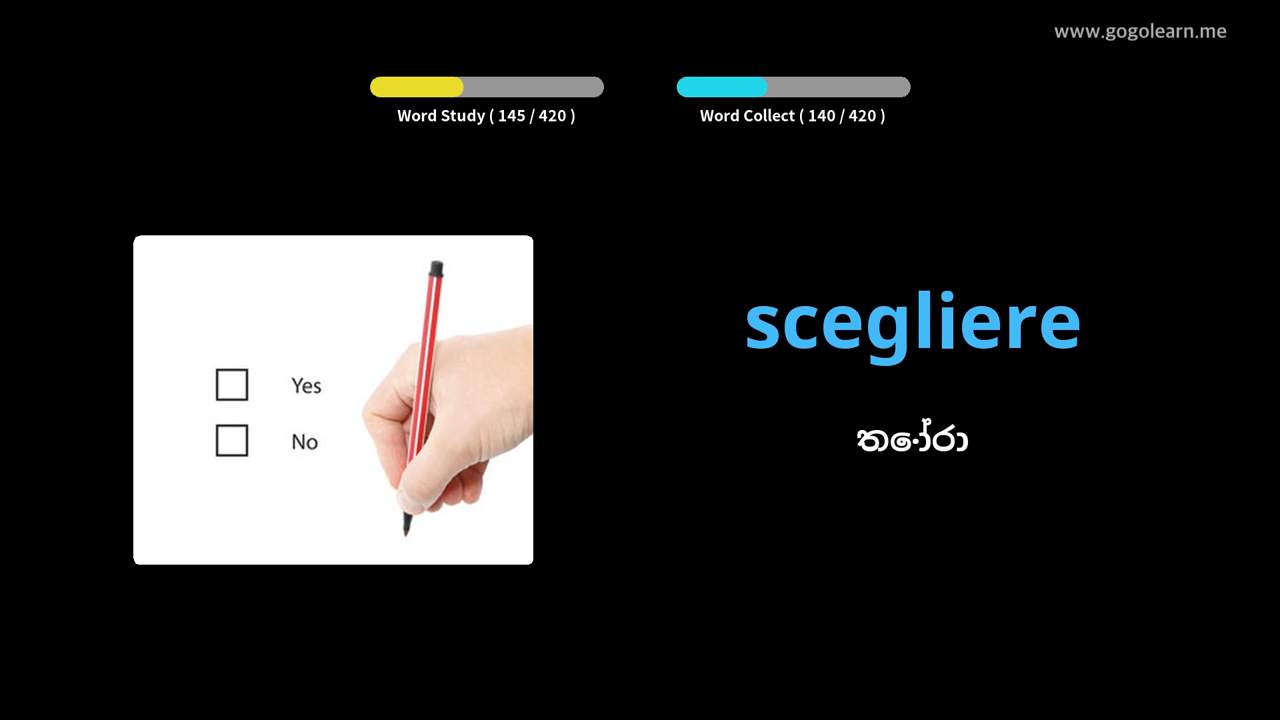 www.gogolearn.me
Word Study ( 145 / 420 )
Word Collect ( 140 / 420 )
Yes
No
scegliere
තෝරා